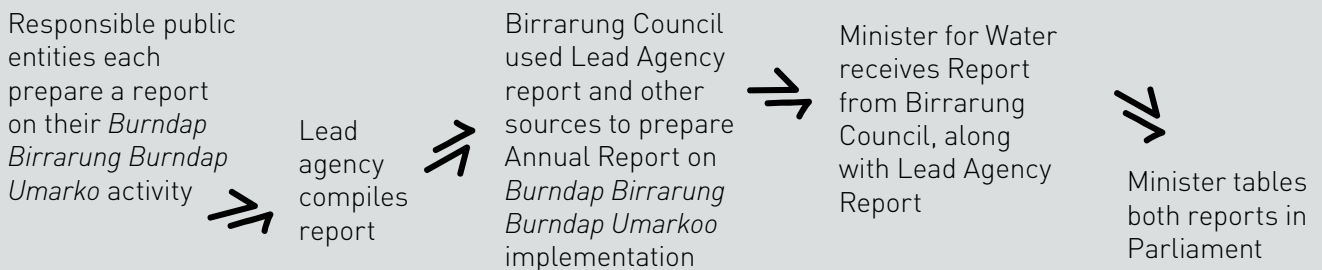 Responsible public
entities each
prepare a report
on their Burndap
Birrarung Burndap
Umarko activity
Lead
agency
compiles
report
Birrarung Council
used Lead Agency
report and other
sources to prepare
Annual Report on
Burndap Birrarung
Burndap Umarkoo
implementation
Minister for Water
receives Report
from Birrarung
Council, along
with Lead Agency
Report
Minister tables
both reports in
Parliament